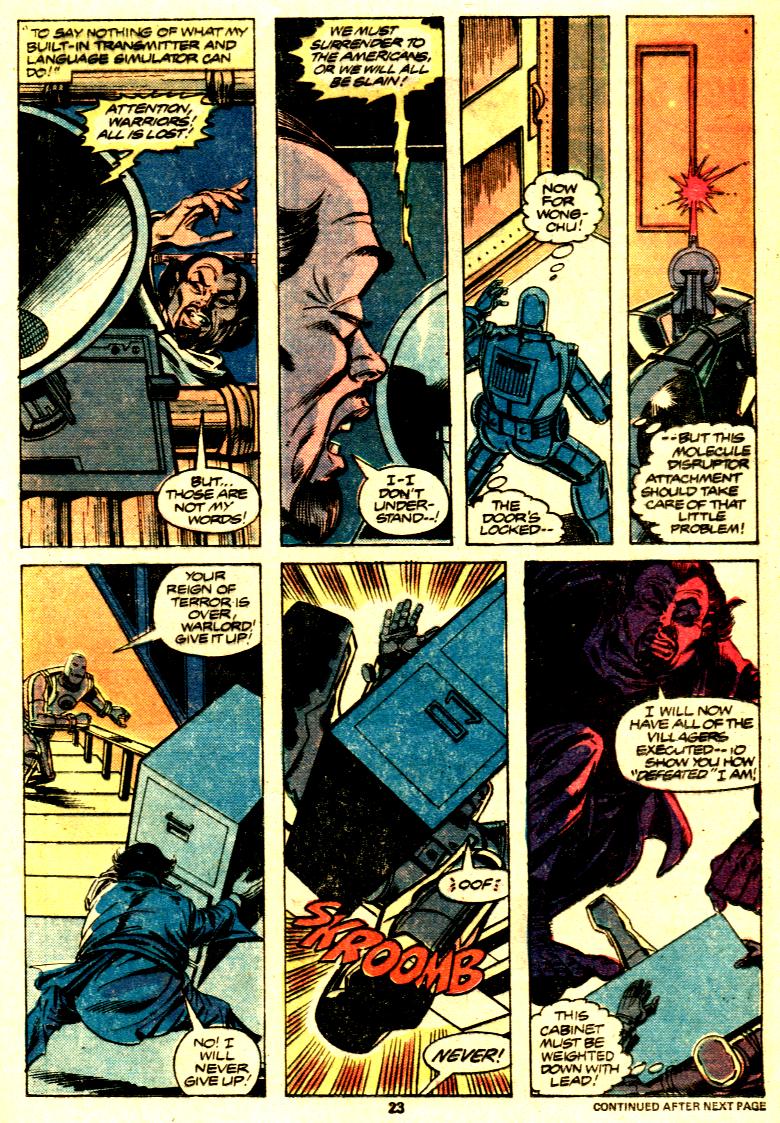 "TO SAY NOTHING OF WHAT MY
BUILT-IN TRANSMITTER AND
LANGUAGE SIMULATOR CAN
DO!"
ATTENTION,
WARRIORS!
ALL IS LOST!
BUT...
THOSE ARE
NOT MY
WORDS!
WE MUST
SURRENDER TO
THE AMERICANS,
OR WE WILL ALL
BE SLAIN!
I-I
DON'T
UNDER-
STAND--!
NOW
FOR
WONG-
CHU!
THE
DOOR'S
LOCKED--
--BUT THIS
MOLECULE
DISRUPTOR
ATTACHMENT
SHOULD TAKE
CARE OF THAT
LITTLE
PROBLEM!
YOUR
REIGN OF
TERROR IS
OVER,
WARLORD!
GIVE IT UP!
NO! I
WILL
NEVER
GIVE UP!
OOF
SKROOMB
NEVER!
I WILL NOW
HAVE ALL OF THE
VILLAGERS
EXECUTED--TO
SHOW YOU HOW
"DEFEATED" I AM!
THIS
CABINET
MUST BE
WEIGHTED
DOWN WITH
LEAD!
23
CONTINUED AFTER NEXT PAGE